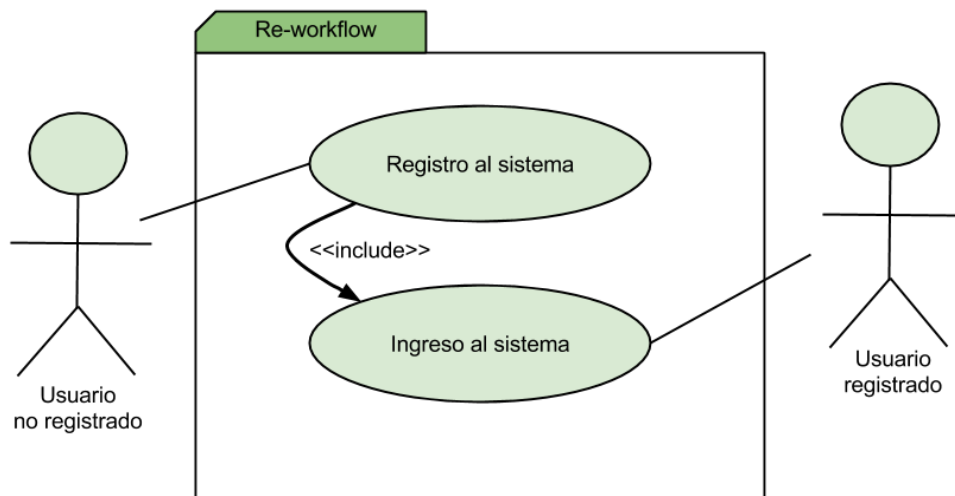 Re-workflow
Registro al sistema
<<include>>
Ingreso al sistema
Usuario
no registrado
Usuario
registrado